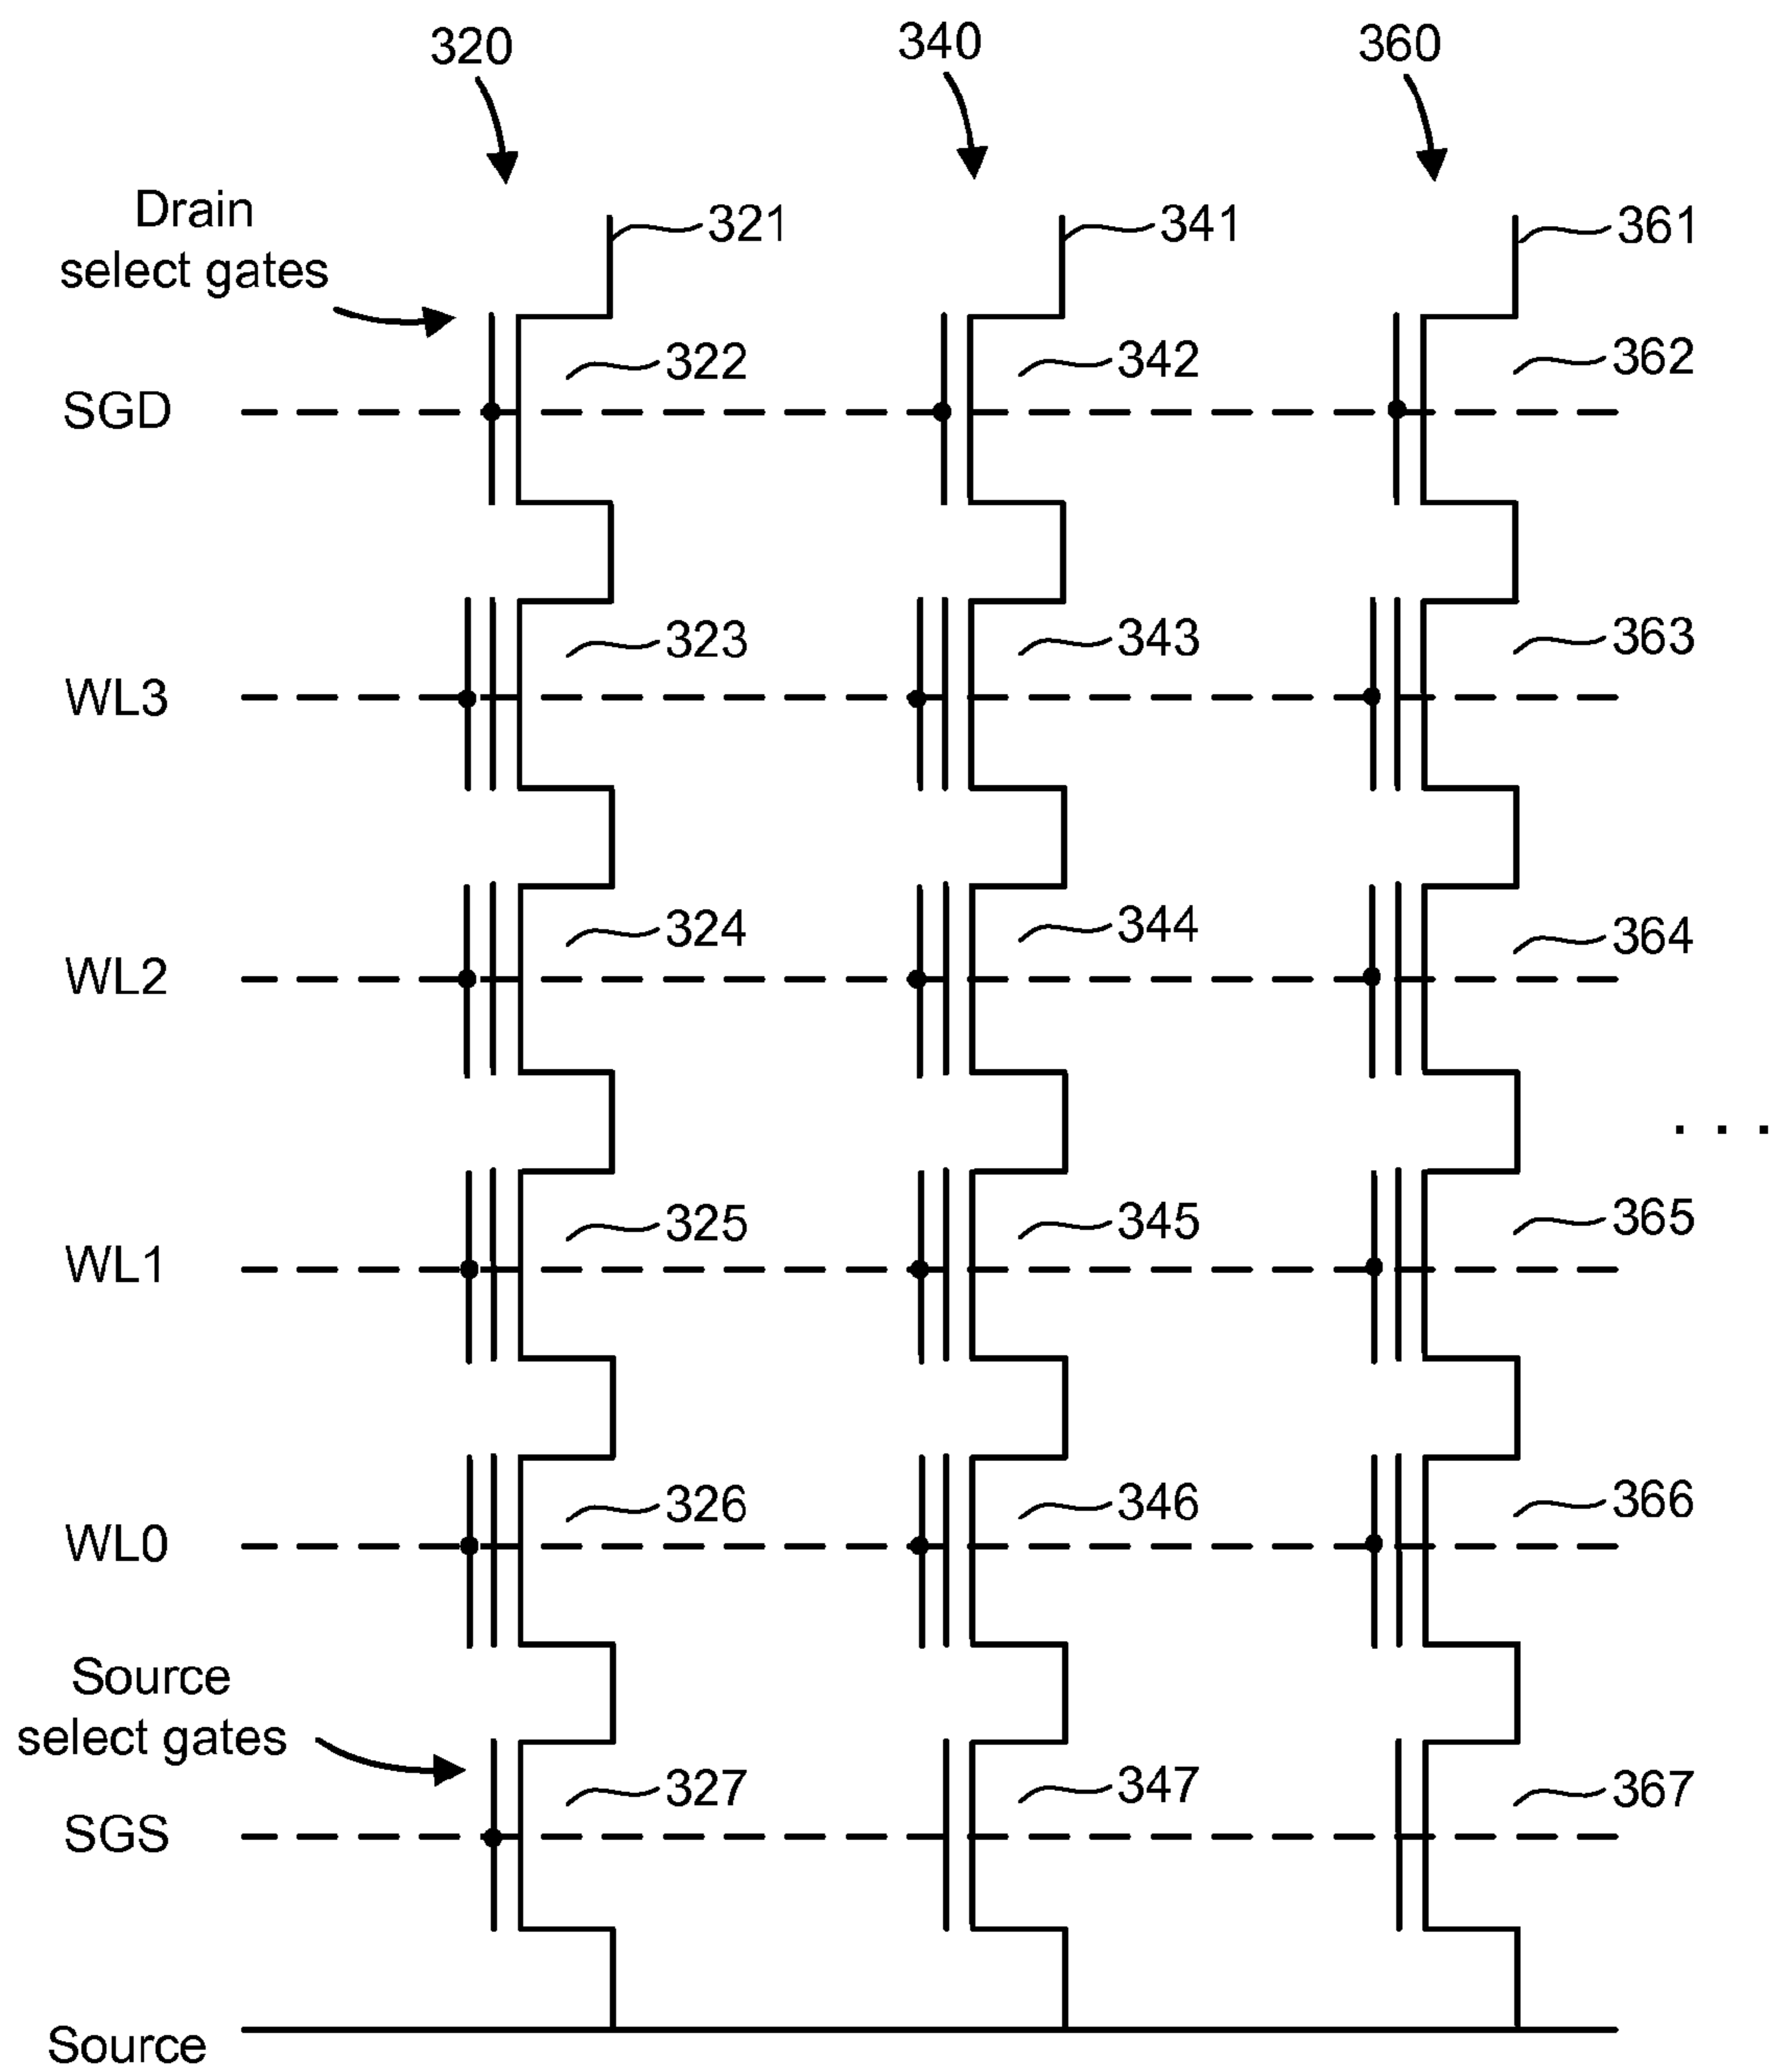 320 340 360
Drain
select gates
321 341 361
322 342 362
SGD
323 343 363
WL3
324 344 364
WL2
. . .
325 345 365
WL1
326 346 366
WL0
Source
select gates
327 347 367
SGS
Source